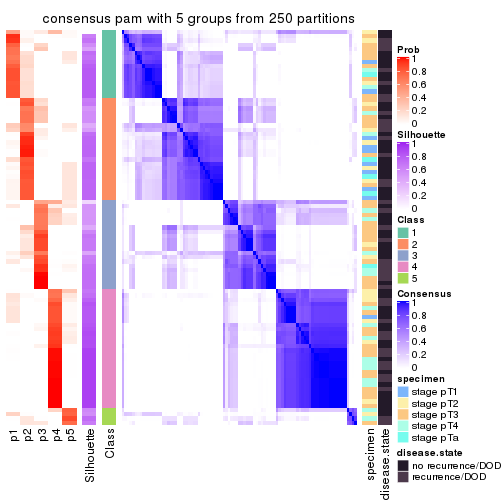 consensus pam with 5 groups from 250 partitions
p1
p2
p3
p4
p5
Silhouette
Class
specimen
disease.state
Prob
1
0.8
0.6
0.4
0.2
0
Silhouette
1
0.8
0.6
0.4
0.2
0
Class
1
2
3
4
5
Consensus
1
0.8
0.6
0.4
0.2
0
specimen
stage pT1
stage pT2
stage pT3
stage pT4
stage pTa
disease.state
no recurrence/DOD
recurrence/DOD